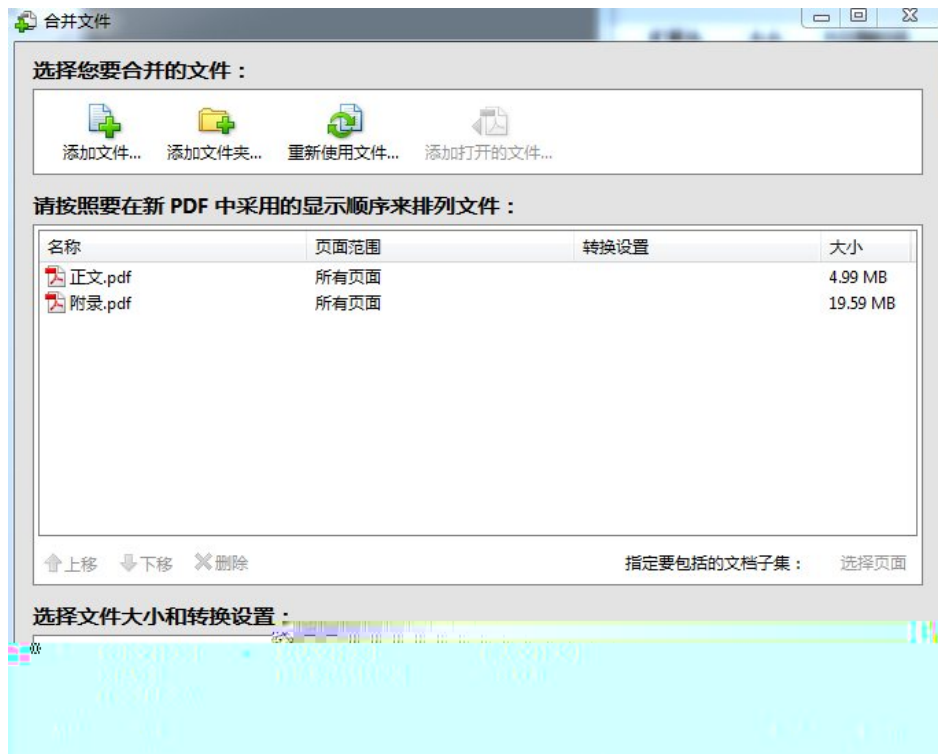 合并文件
选择您要合并的文件：
添加文件... 添加文件夹... 重新使用文件... 添加打开的文件...
请按照要在新 PDF 中采用的显示顺序来排列文件：
名称 页面范围 转换设置 大小
正文.pdf 所有页面 4.99 MB
附录.pdf 所有页面 19.59 MB
上移 下移 删除 指定要包括的文档子集： 选择页面
选择文件大小和转换设置：